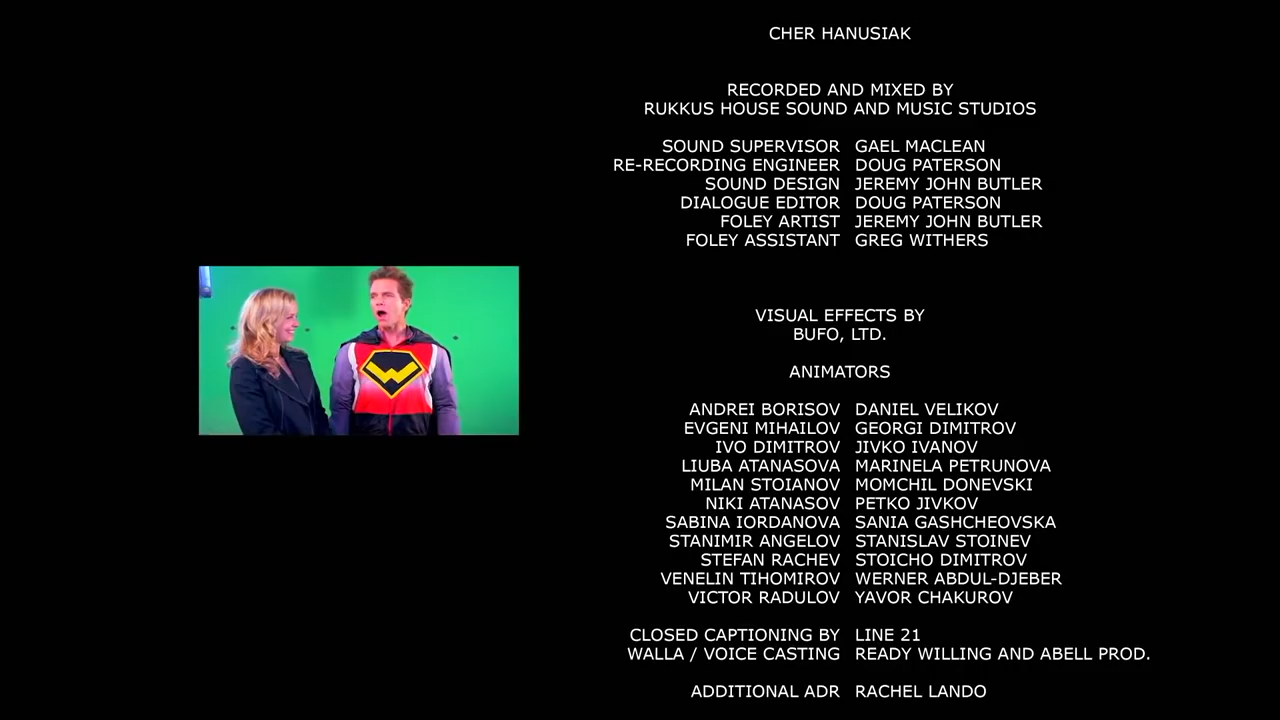 CHER HANUSIAK
RECORDED AND MIXED BY
RUKKUS HOUSE SOUND AND MUSIC STUDIOS
SOUND SUPERVISOR GAEL MACLEAN
RE-RECORDING ENGINEER DOUG PATERSON
SOUND DESIGN JEREMY JOHN BUTLER
DIALOGUE EDITOR DOUG PATERSON
FOLEY ARTIST JEREMY JOHN BUTLER
FOLEY ASSISTANT GREG WITHERS
W
VISUAL EFFECTS BY
BUFO, LTD.
ANIMATORS
ANDREI BORISOV DANIEL VELIKOV
EVGENI MIHAILOV GEORGI DIMITROV
IVO DIMITROV JIVKO IVANOV
LIUBA ATANASOVA MARINELA PETRUNOVA
MILAN STOIANOV MOMCHIL DONEVSKI
NIKI ATANASOV PETKO JIVKOV
SABINA IORDANOVA SANIA GASHCHEOVSKA
STANIMIR ANGELOV STANISLAV STOINEV
STEFAN RACHEV STOICHO DIMITROV
VENELIN TIHOMIROV WERNER ABDUL-DJEBER
VICTOR RADULOV YAVOR CHAKUROV
CLOSED CAPTIONING BY LINE 21
WALLA / VOICE CASTING READY WILLING AND ABELL PROD.
ADDITIONAL ADR RACHEL LANDO